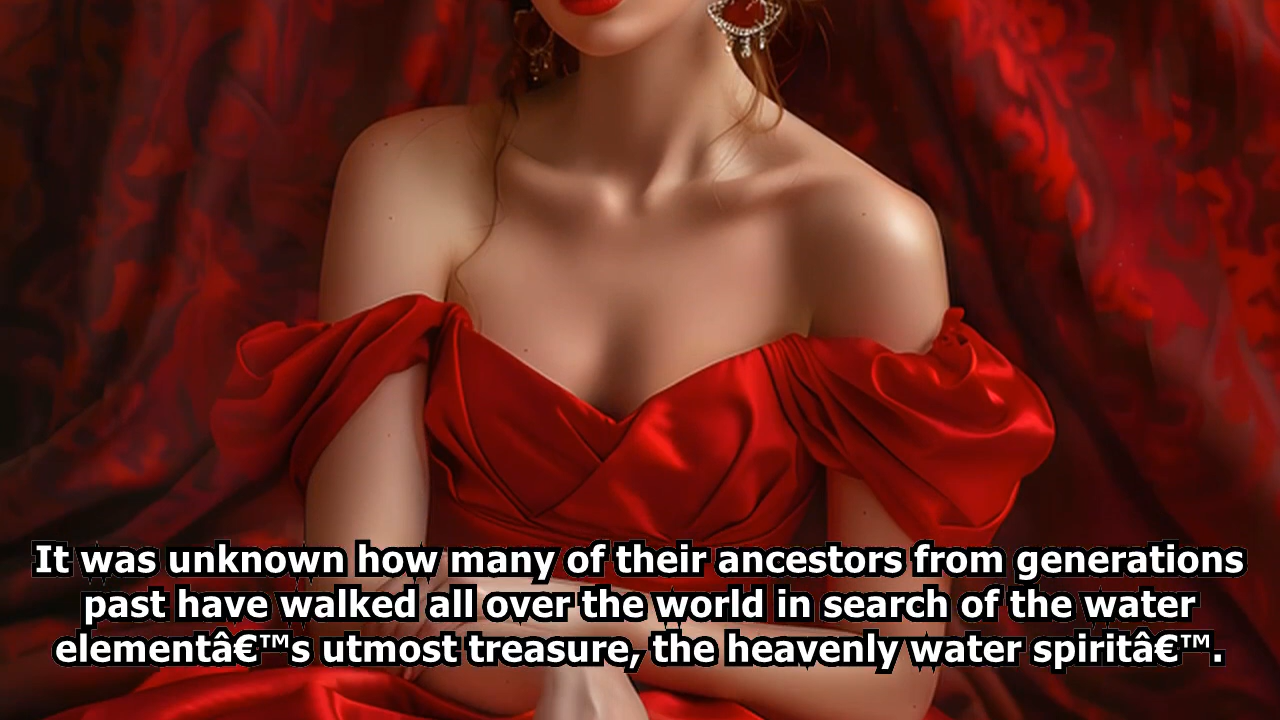 It was unknown how many of their ancestors from generations
past have walked all over the world in search of the water
elementâ€™s utmost treasure, the heavenly water spiritâ€™.